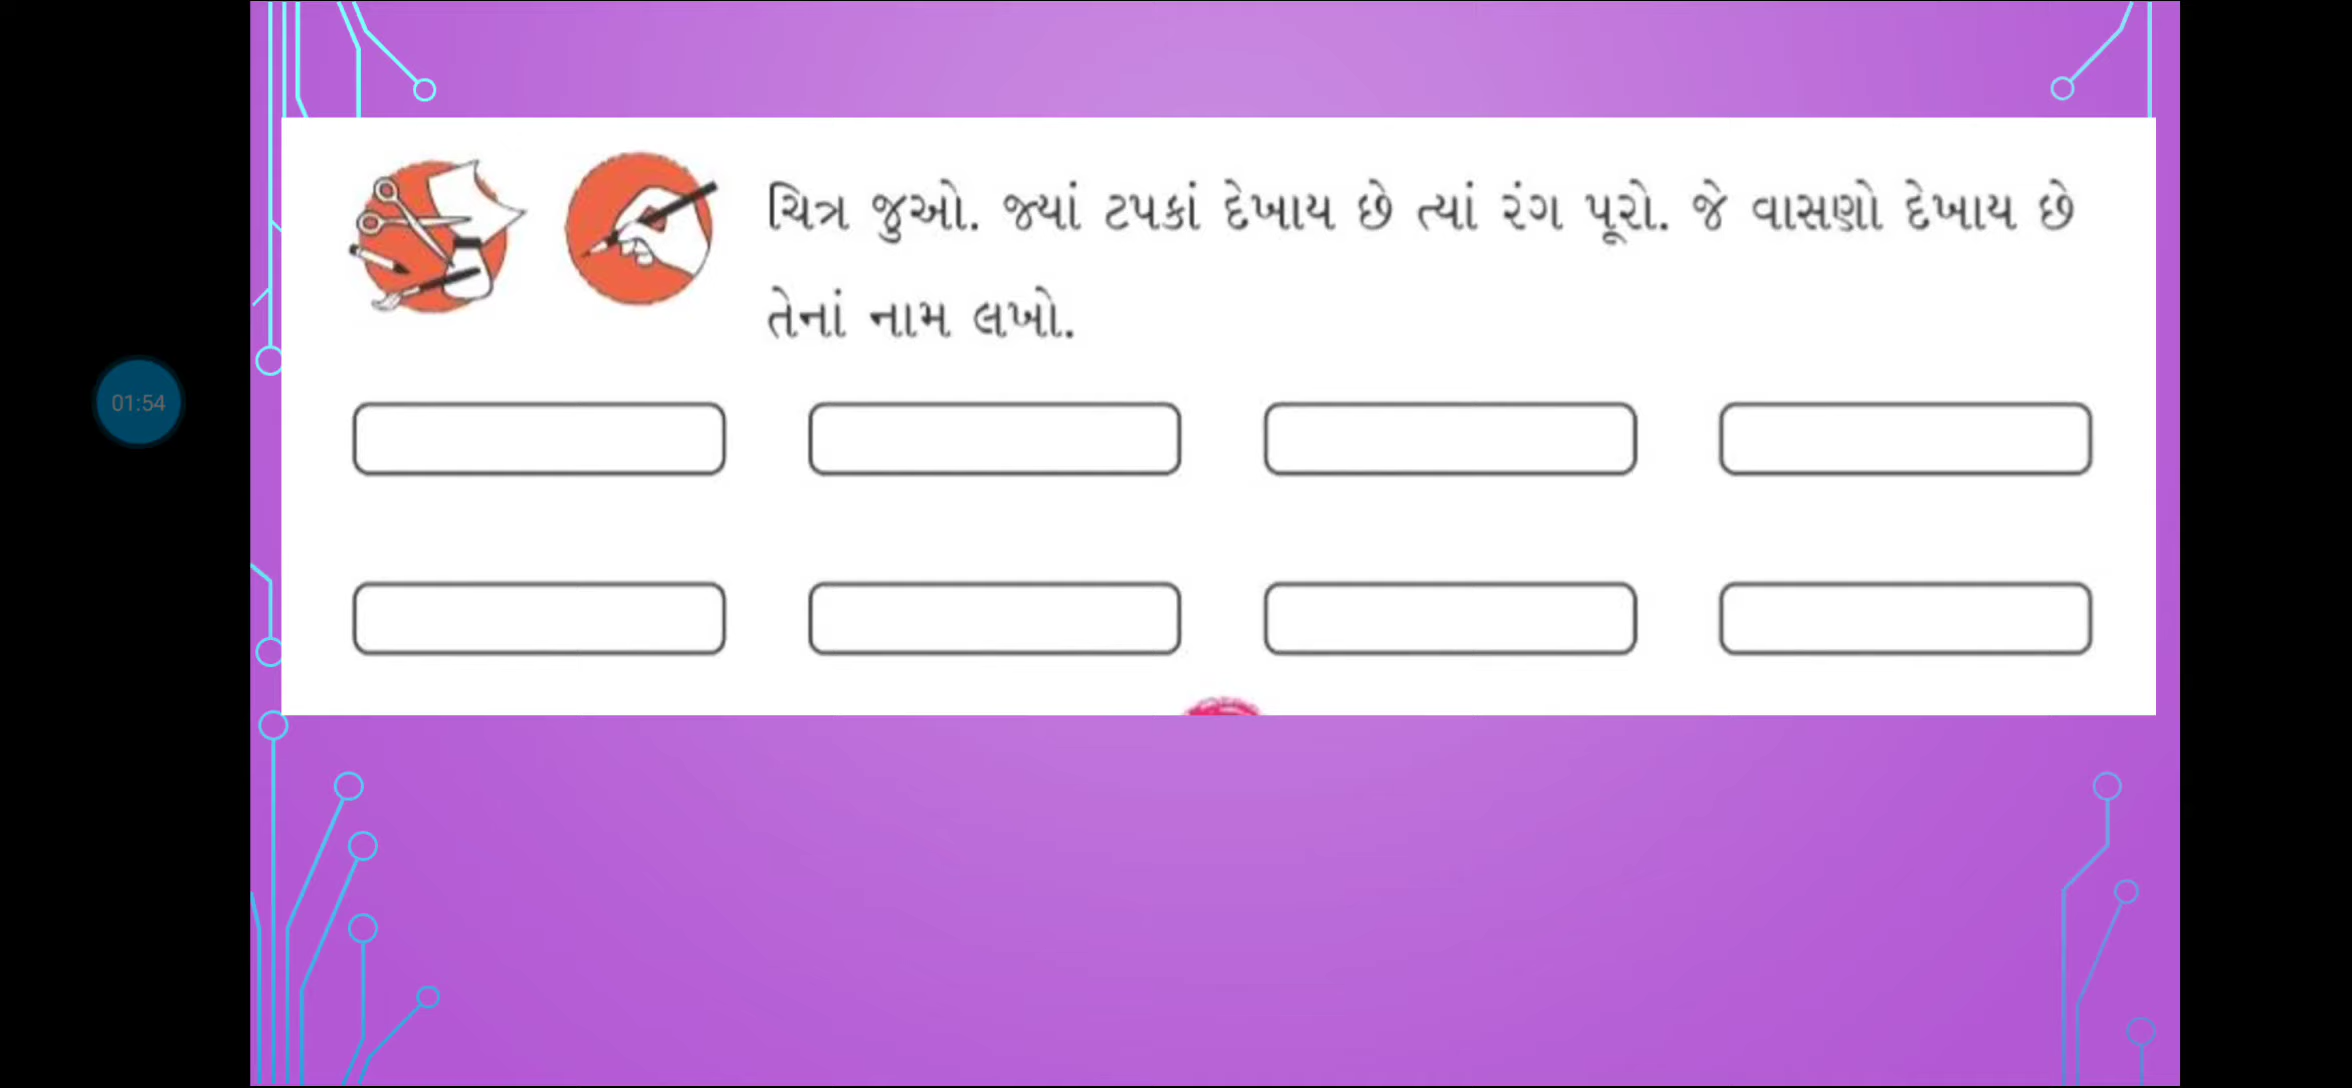 ચિત્ર જુઓ. જ્યાં ટપકાં દેખાય છે ત્યાં રંગ પૂરો. જે વાસણો દેખાય છે
તેનાં નામ લખો.
01:54